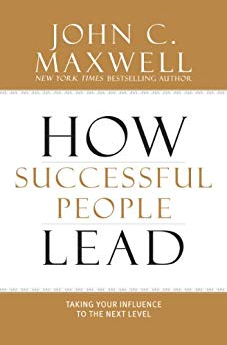 JOHN C.
MAXWELL
NEW YORK TIMES BESTSELLING AUTHOR
HOW
SUCCESSFUL
PEOPLE
LEAD
TAKING YOUR INFLUENCE
TO THE NEXT LEVEL